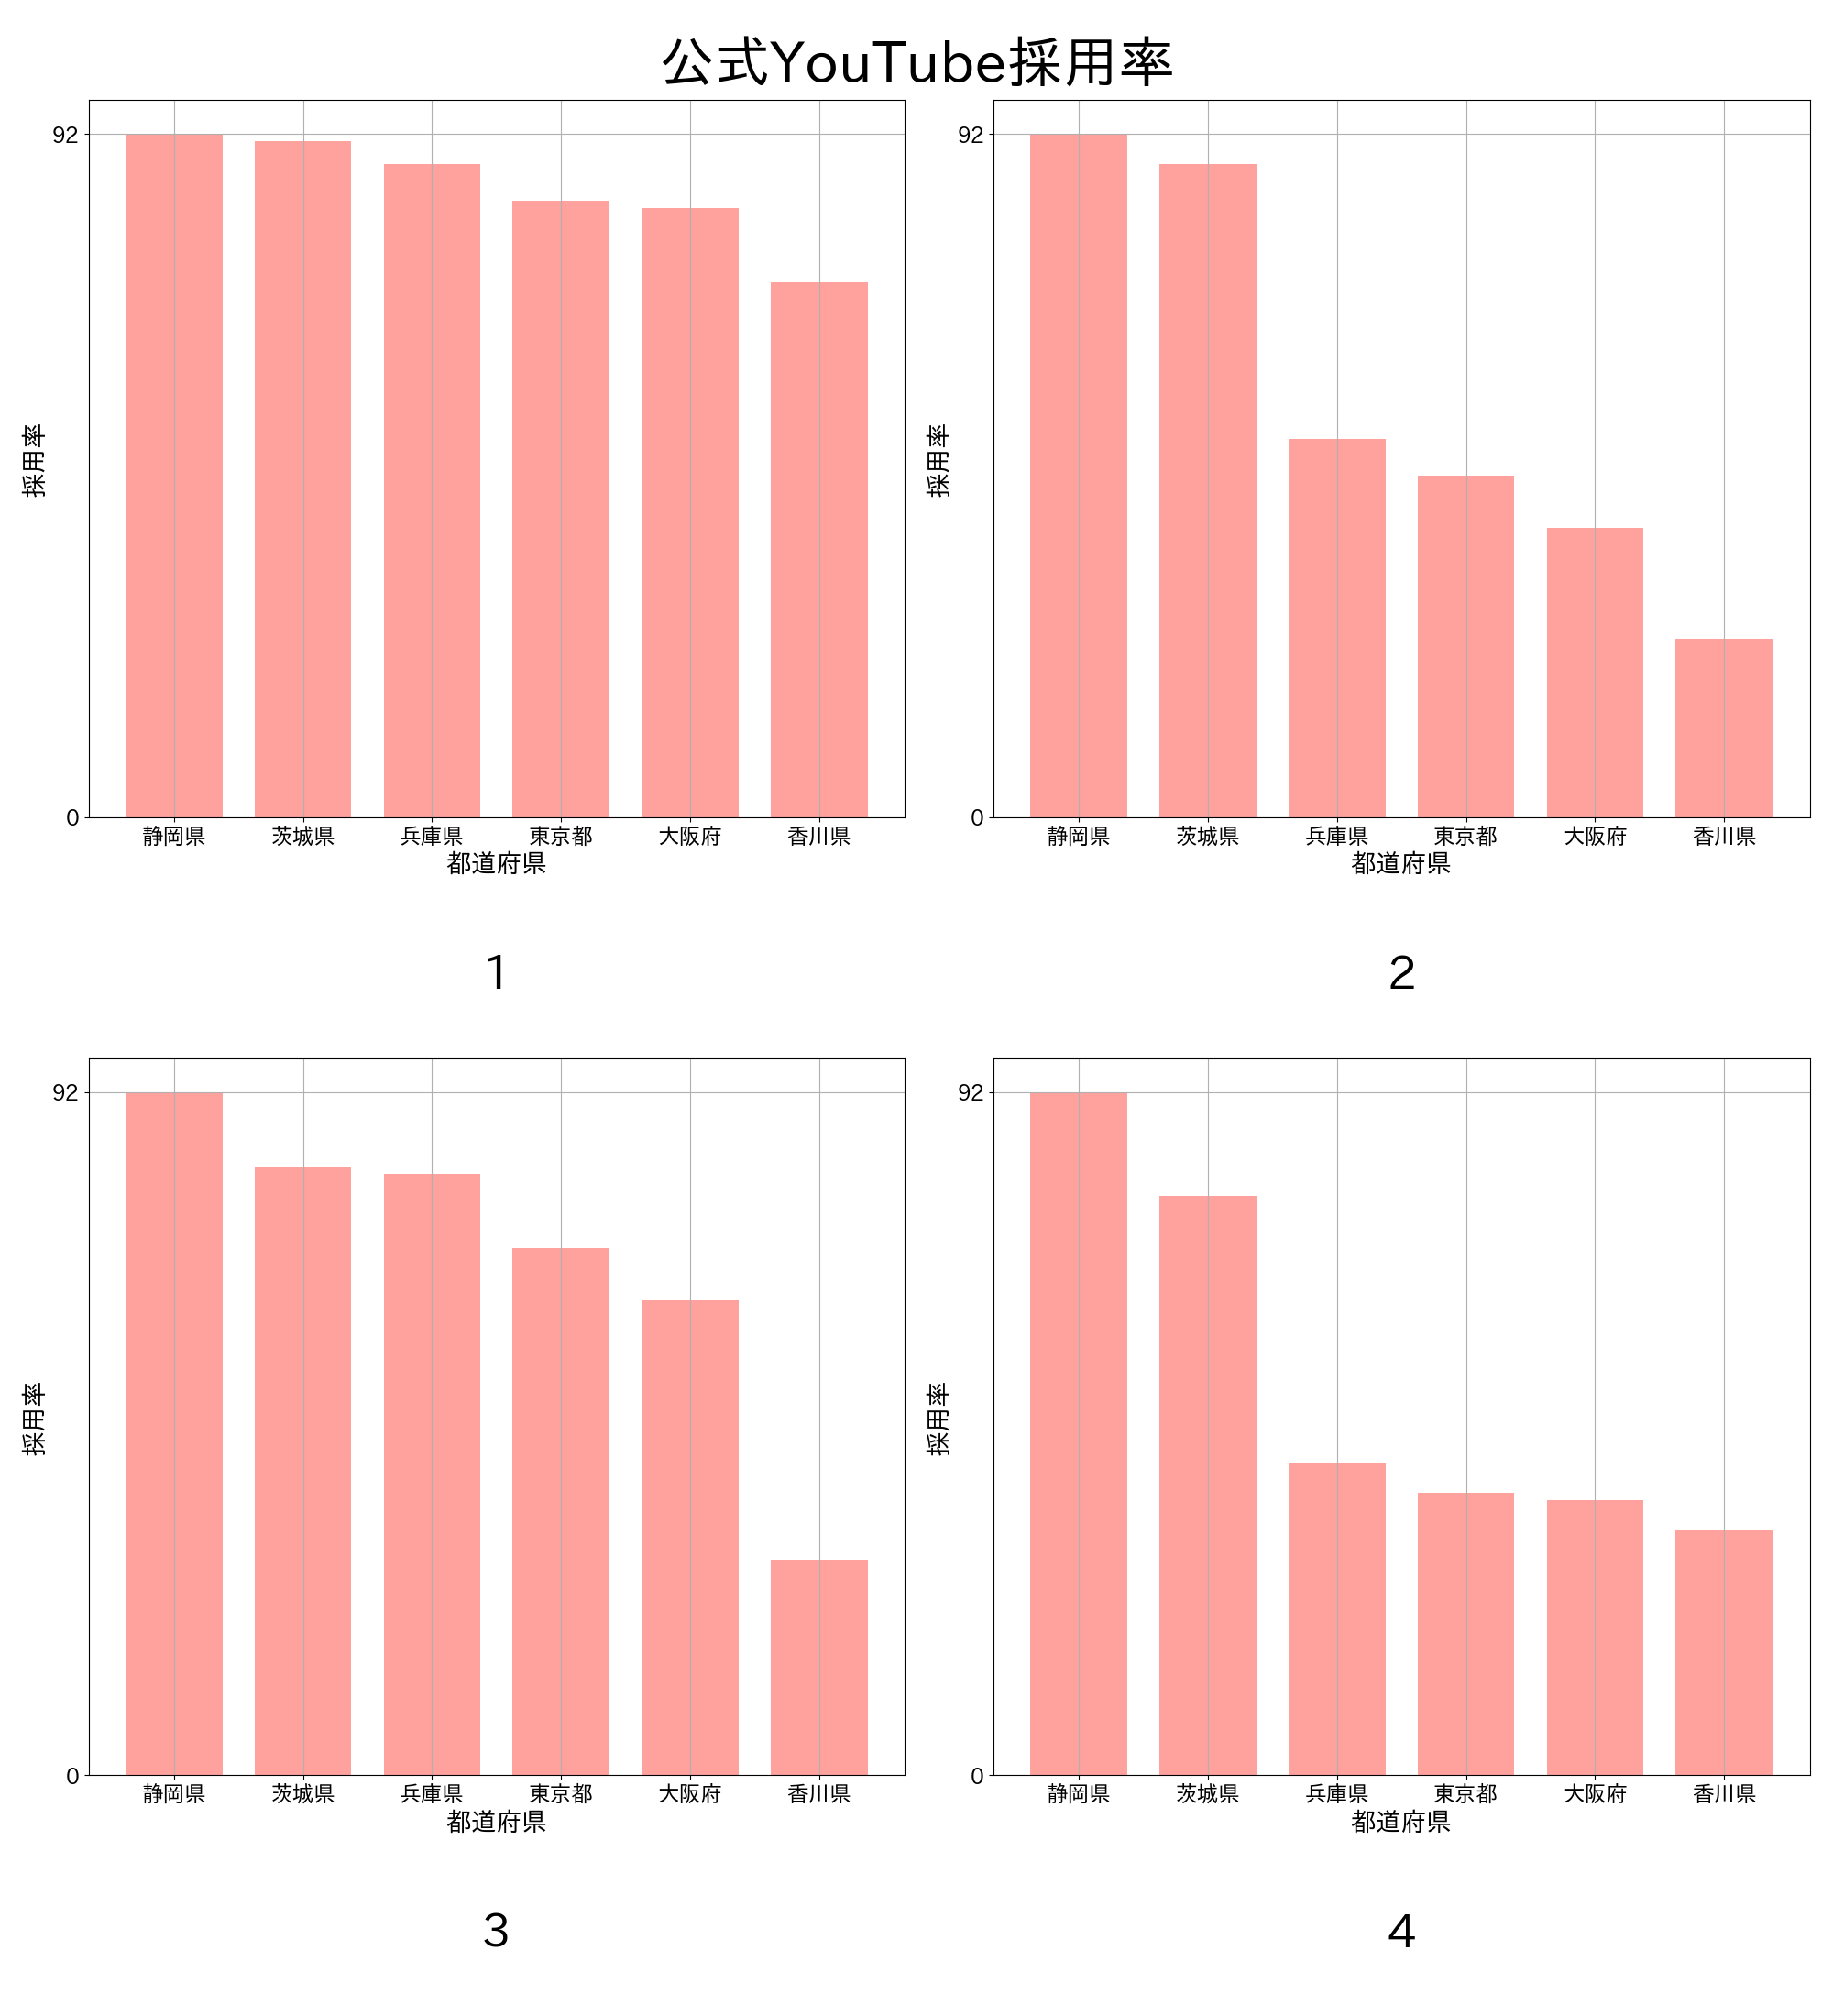 公式YouTube採用率
92
採用率
0
静岡県 茨城県 兵庫県 東京都 大阪府 香川県
都道府県
1
92
採用率
0
静岡県 茨城県 兵庫県 東京都 大阪府 香川県
都道府県
2
92
採用率
0
静岡県 茨城県 兵庫県 東京都 大阪府 香川県
都道府県
3
92
採用率
0
静岡県 茨城県 兵庫県 東京都 大阪府 香川県
都道府県
4